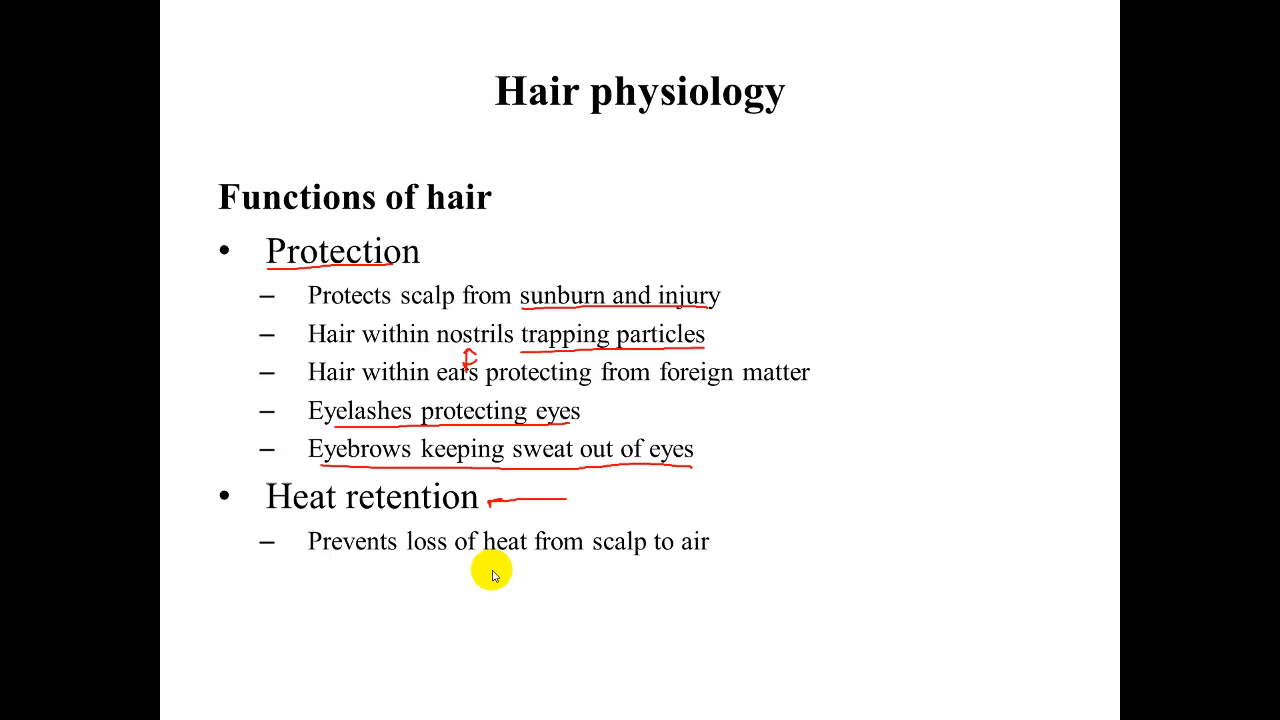 Hair physiology
Functions of hair
• Protection
– Protects scalp from sunburn and injury
– Hair within nostrils trapping particles
– Hair within ears protecting from foreign matter
– Eyelashes protecting eyes
– Eyebrows keeping sweat out of eyes
• Heat retention
– Prevents loss of heat from scalp to air